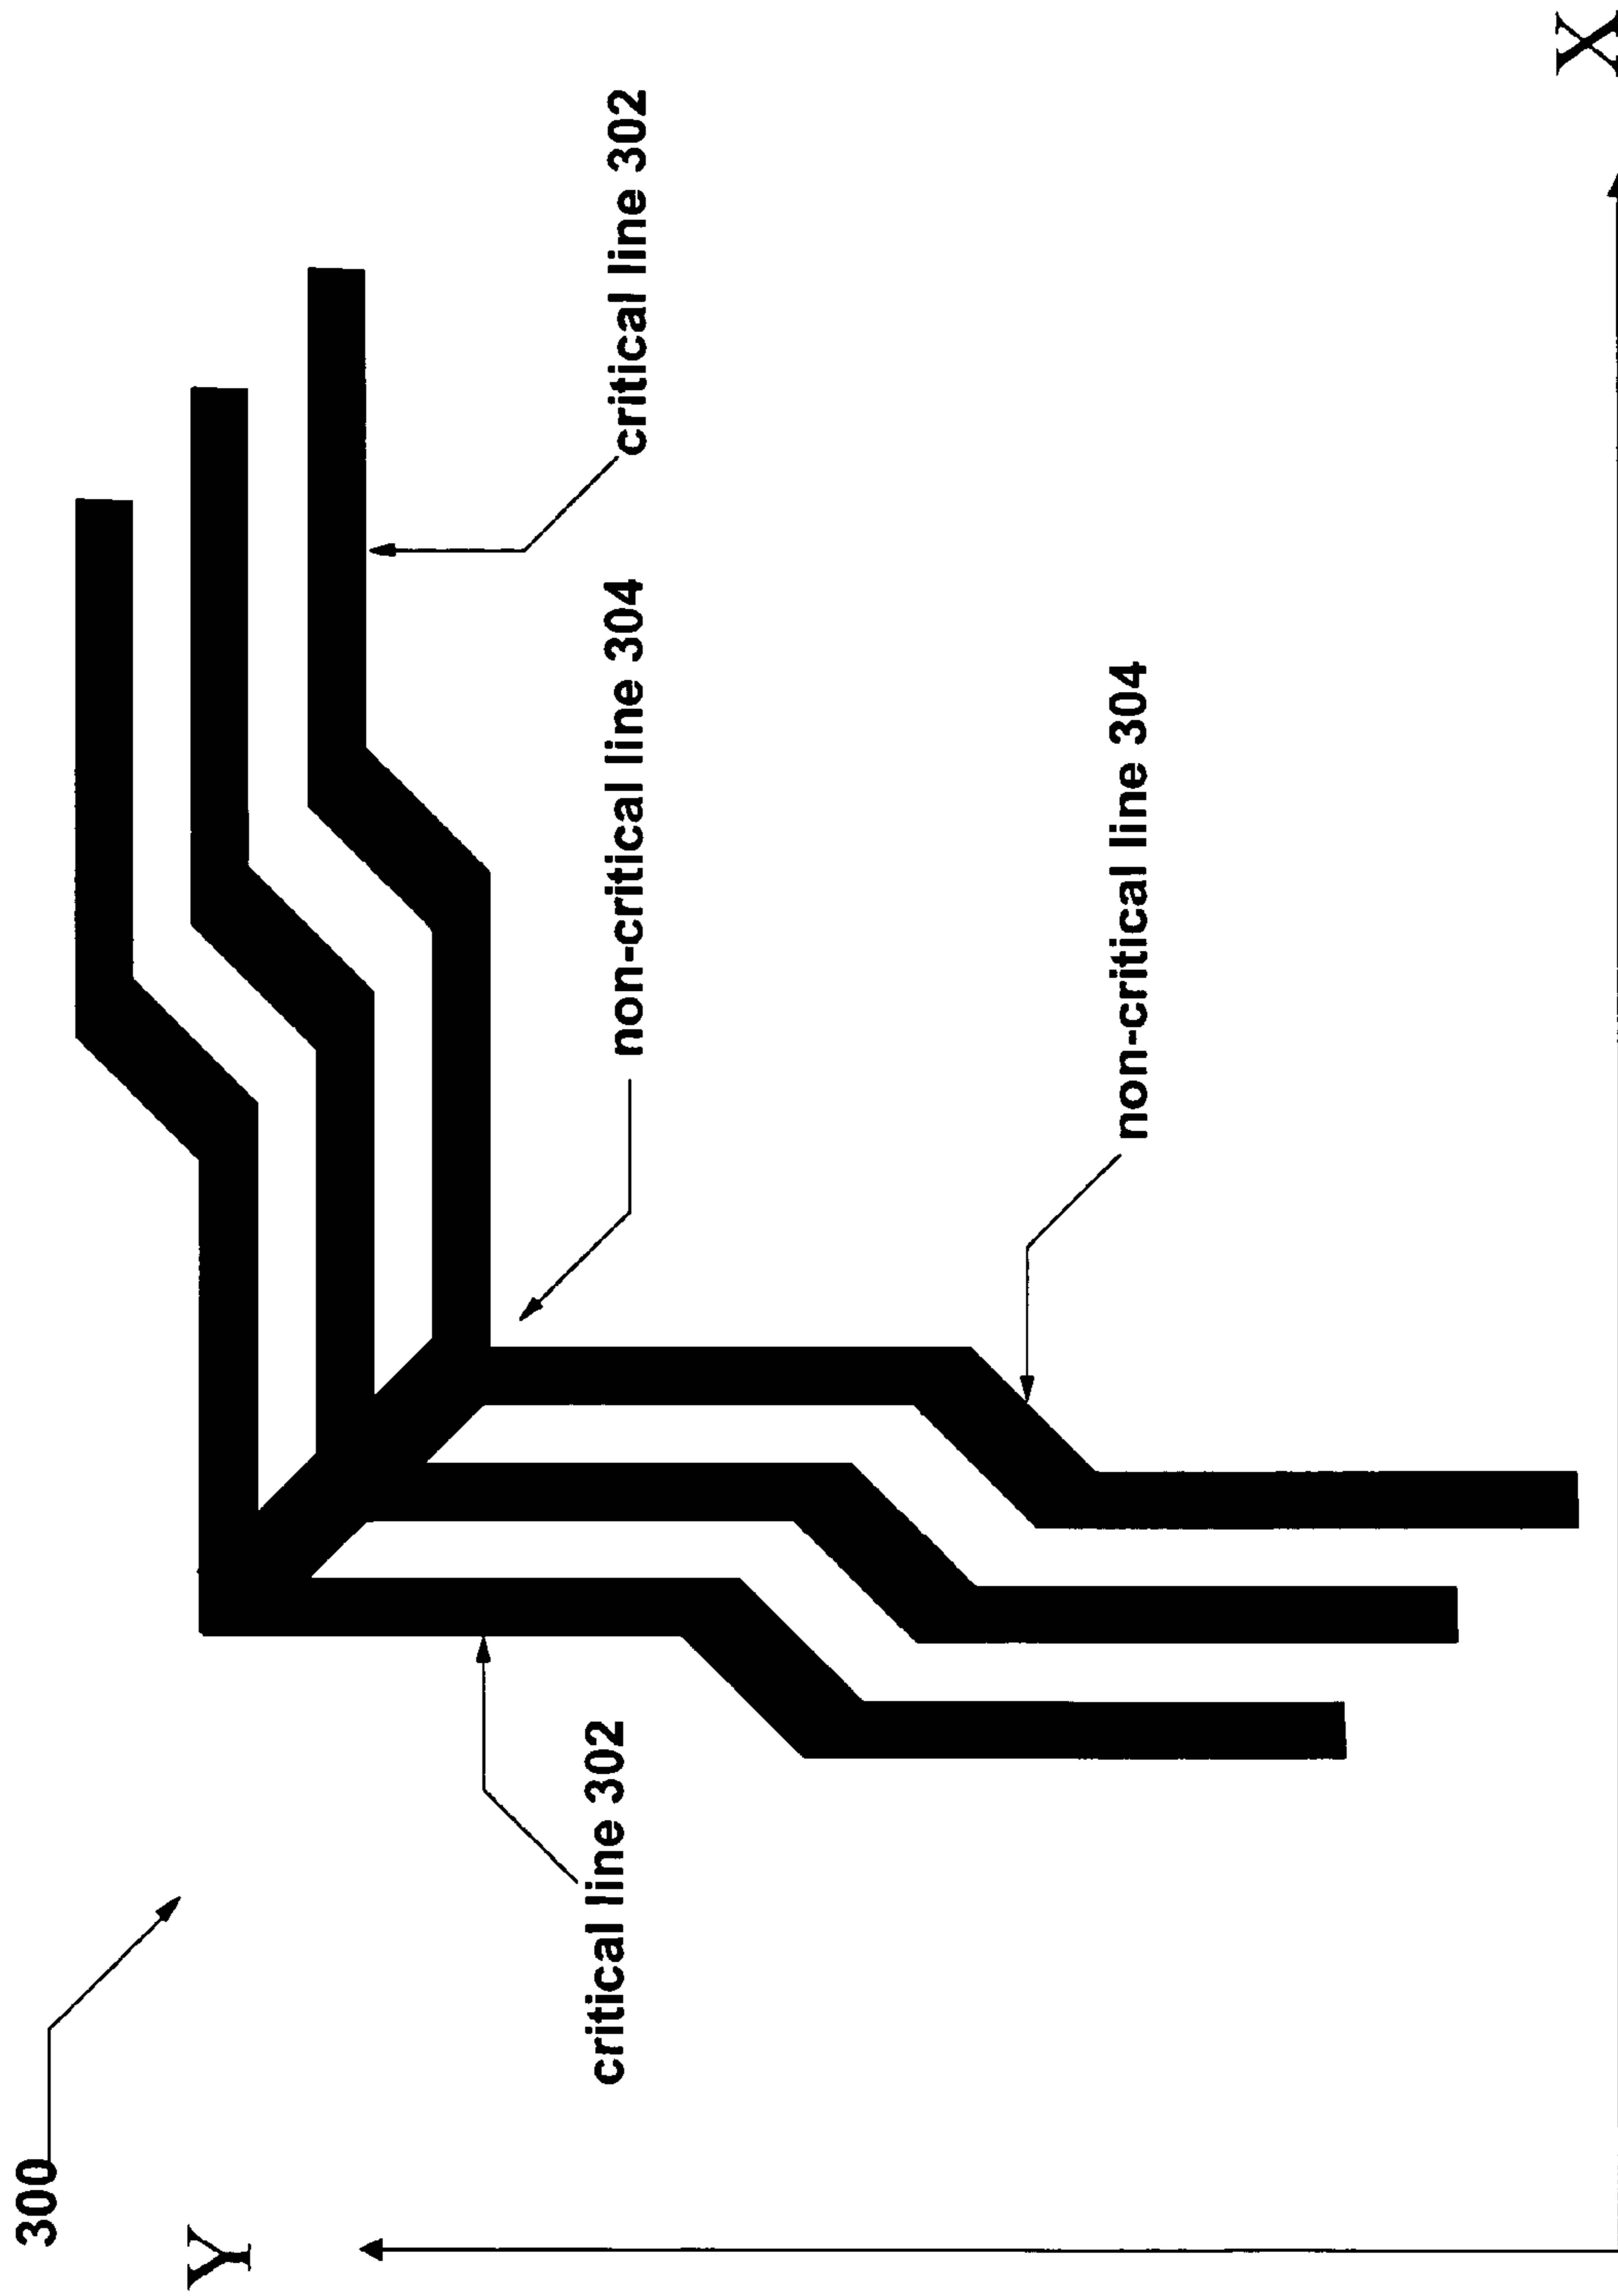 300
Y
critical line 302
non-critical line 304
critical line 302
non-critical line 304
X